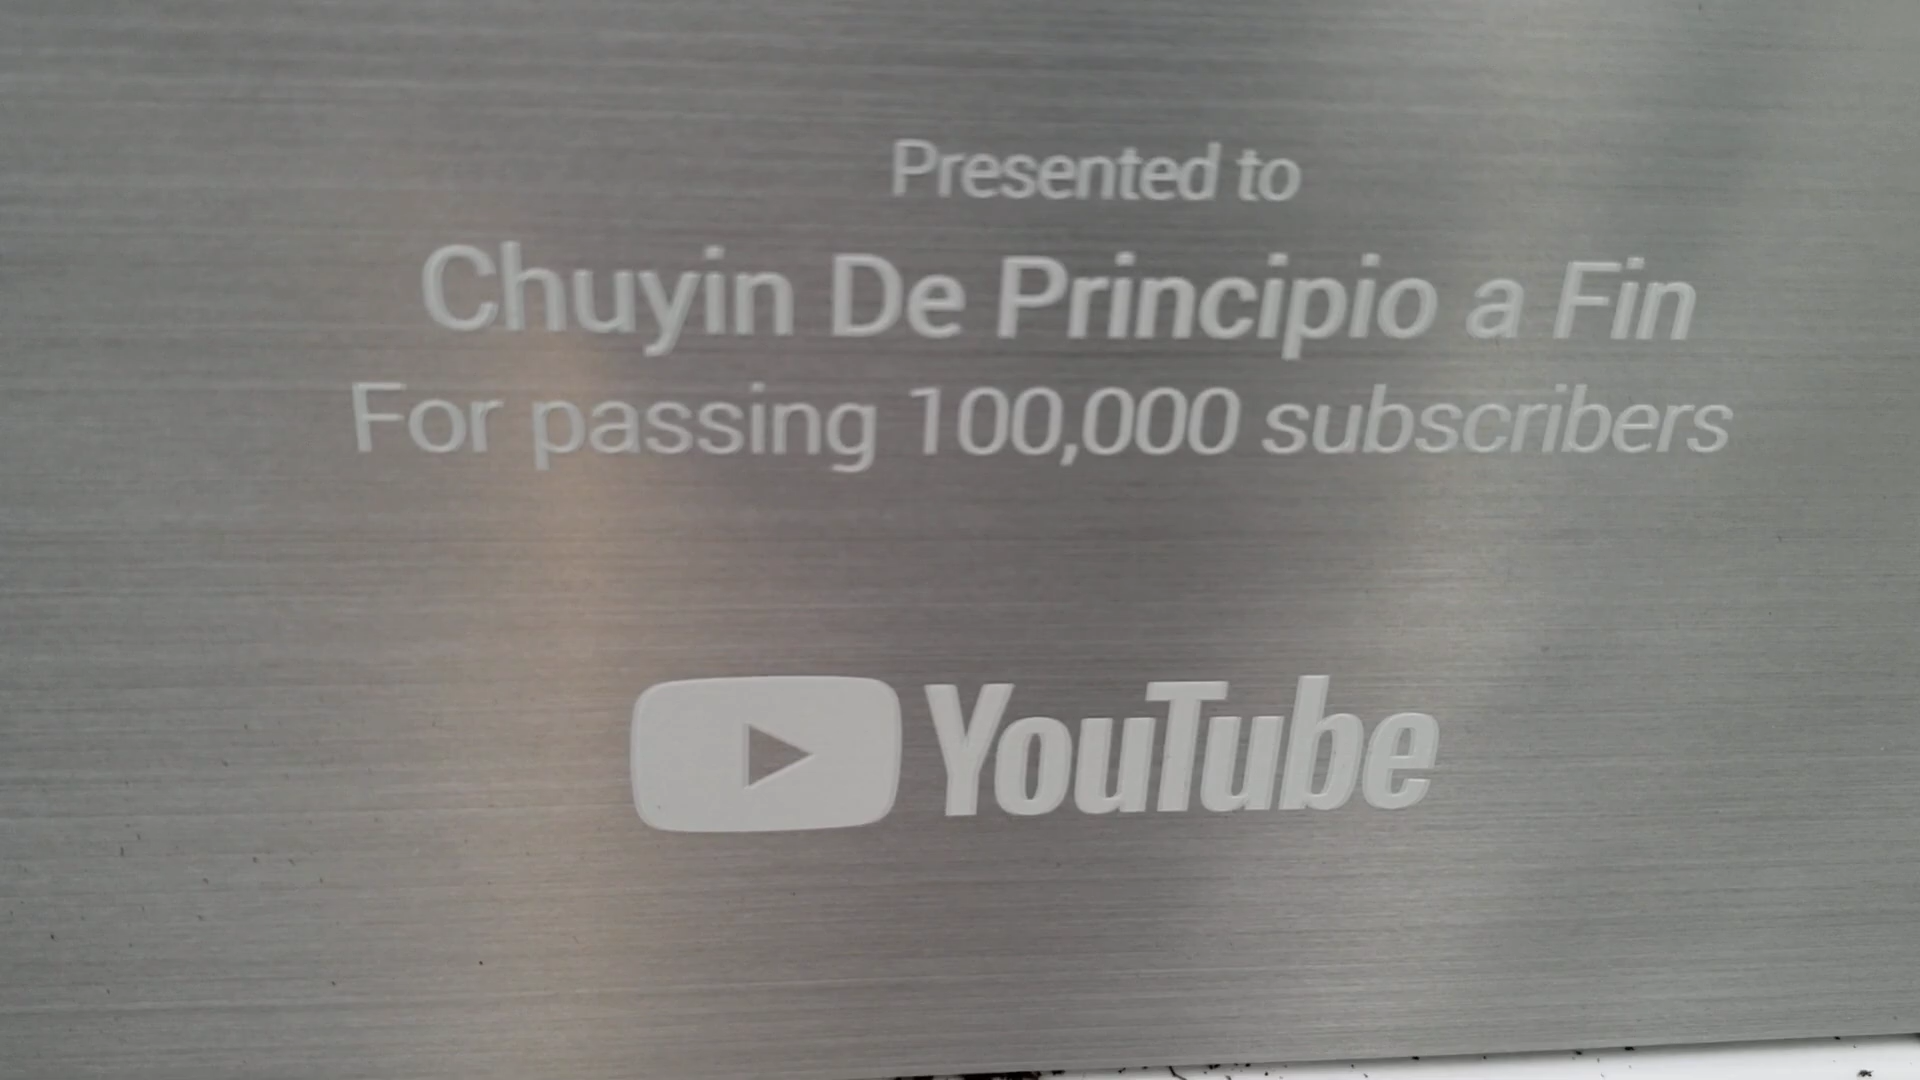 Presented to
Chuyin De Principio a Fin
For passing 100,000 subscribers
YouTube